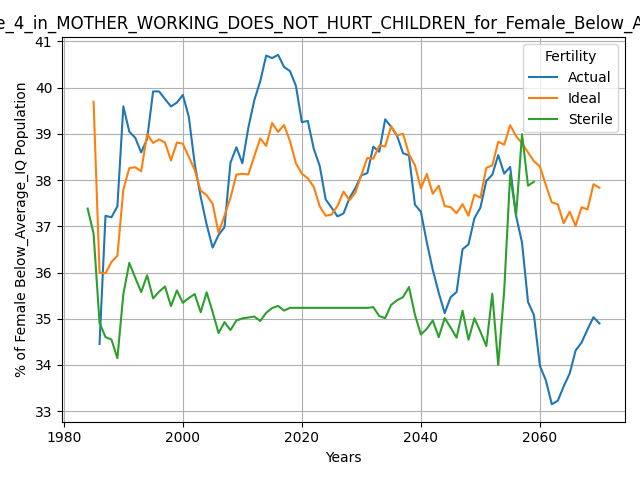 e_4_in_MOTHER_WORKING_DOES_NOT_HURT_CHILDREN_for_Female_Below_A
41
40
39
38
37
36
35
34
33
% of Female Below_Average_IQ Population
Fertility
Actual
Ideal
Sterile
1980
2000
2020
2040
2060
Years